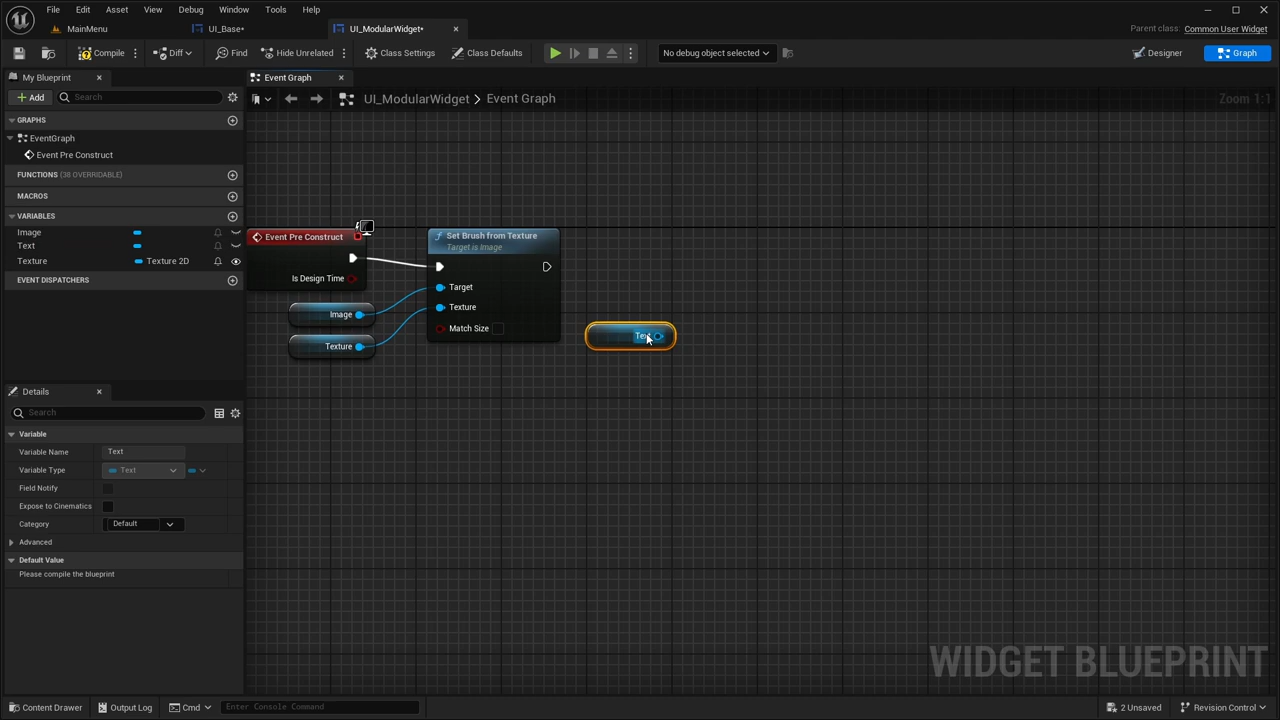 File Edit Asset View Debug Window Tools Help
MainMenu UI_Base* UI_ModularWidget*
Parent class: Common User Widget
Compile Diff Find Hide Unrelated Class Settings Class Defaults No debug object selected Designer Graph
My Blueprint
Event Graph
Add Search
UI_ModularWidget > Event Graph
Zoom 1:1
GRAPHS
EventGraph
Event Pre Construct
FUNCTIONS (38 OVERRIDABLE)
MACROS
VARIABLES
Image
Text
Texture Texture 2D
EVENT DISPATCHERS
Event Pre Construct
Is Design Time
Image
Texture
Set Brush from Texture
Target is Image
Target
Texture
Match Size
Text
Details
Search
Variable
Variable Name Text
Variable Type Text
Field Notify
Expose to Cinematics
Category Default
Advanced
Default Value
Please compile the blueprint
WIDGET BLUEPRINT
Content Drawer Output Log Cmd Enter Console Command 2 Unsaved Revision Control